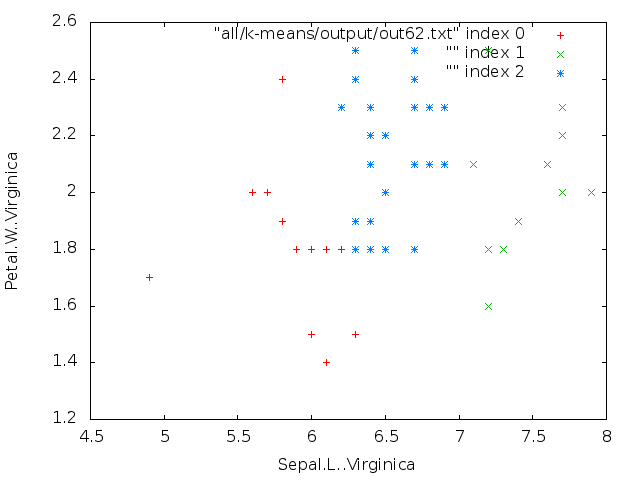 2.6
"all/k-means/output/out62.txt" index 0
"" index 1
"" index 2
2.4
2.2
2
1.8
1.6
1.4
1.2
Petal.W..Virginica
4.5 5 5.5 6 6.5 7 7.5 8
Sepal.L..Virginica